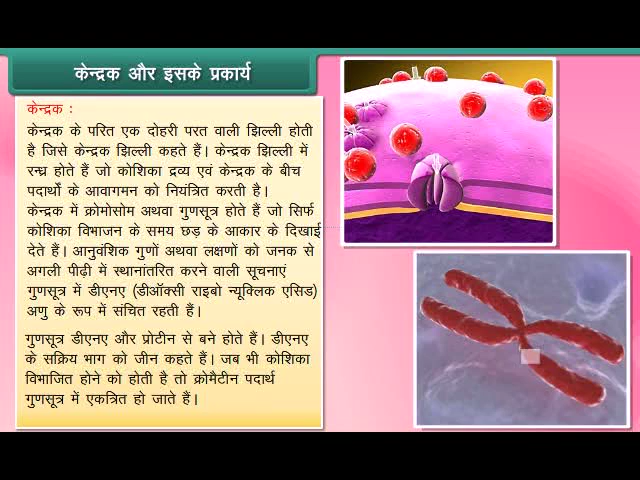 केन्द्रक और इसके प्रकार्य
केन्द्रक :
केन्द्रक के परित एक दोहरी परत वाली झिल्ली होती
है जिसे केन्द्रक झिल्ली कहते हैं। केन्द्रक झिल्ली में
रन्ध्र होते हैं जो कोशिका द्रव्य एवं केन्द्रक के बीच
पदार्थो के आवागमन को नियंत्रित करती है।
केन्द्रक में क्रोमोसोम अथवा गुणसूत्र होते हैं जो सिर्फ
कोशिका विभाजन के समय छड़ के आकार के दिखाई
देते हैं। आनुवंशिक गुणों अथवा लक्षणों को जनक से
अगली पीढ़ी में स्थानांतरित करने वाली सूचनाएं
गुणसूत्र में डीएनए (डीऑक्सी राइबो न्यूक्लिक एसिड)
अणु के रूप में संचित रहती हैं।
गुणसूत्र डीएनए और प्रोटीन से बने होते हैं। डीएनए
के सक्रिय भाग को जीन कहते हैं। जब भी कोशिका
विभाजित होने को होती है तो क्रोमैटीन पदार्थ
गुणसूत्र में एकत्रित हो जाते हैं।